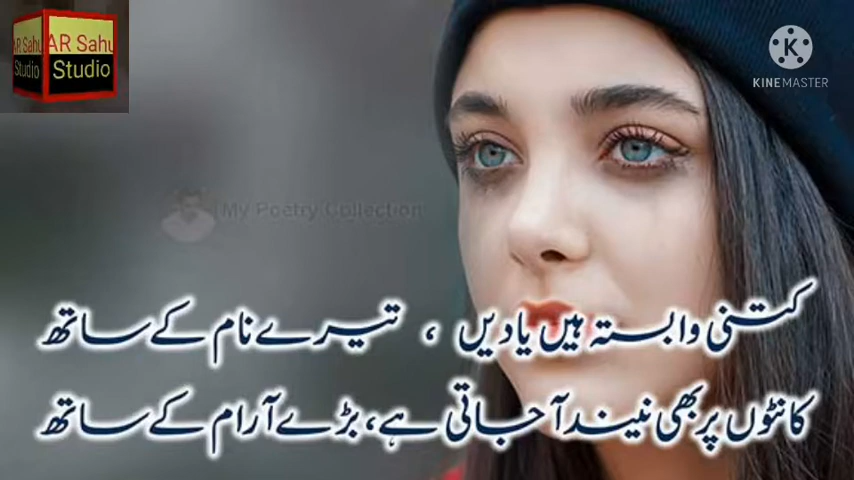 AR Sahu AR Sahu
Studio Studio
KINEMASTER
My Poetry Collection
کتنی وابستہ ہیں یادیں ، تیرے نام کے ساتھ
کانٹوں پر بھی نیند آ جاتی ہے، بڑے آرام کے ساتھ